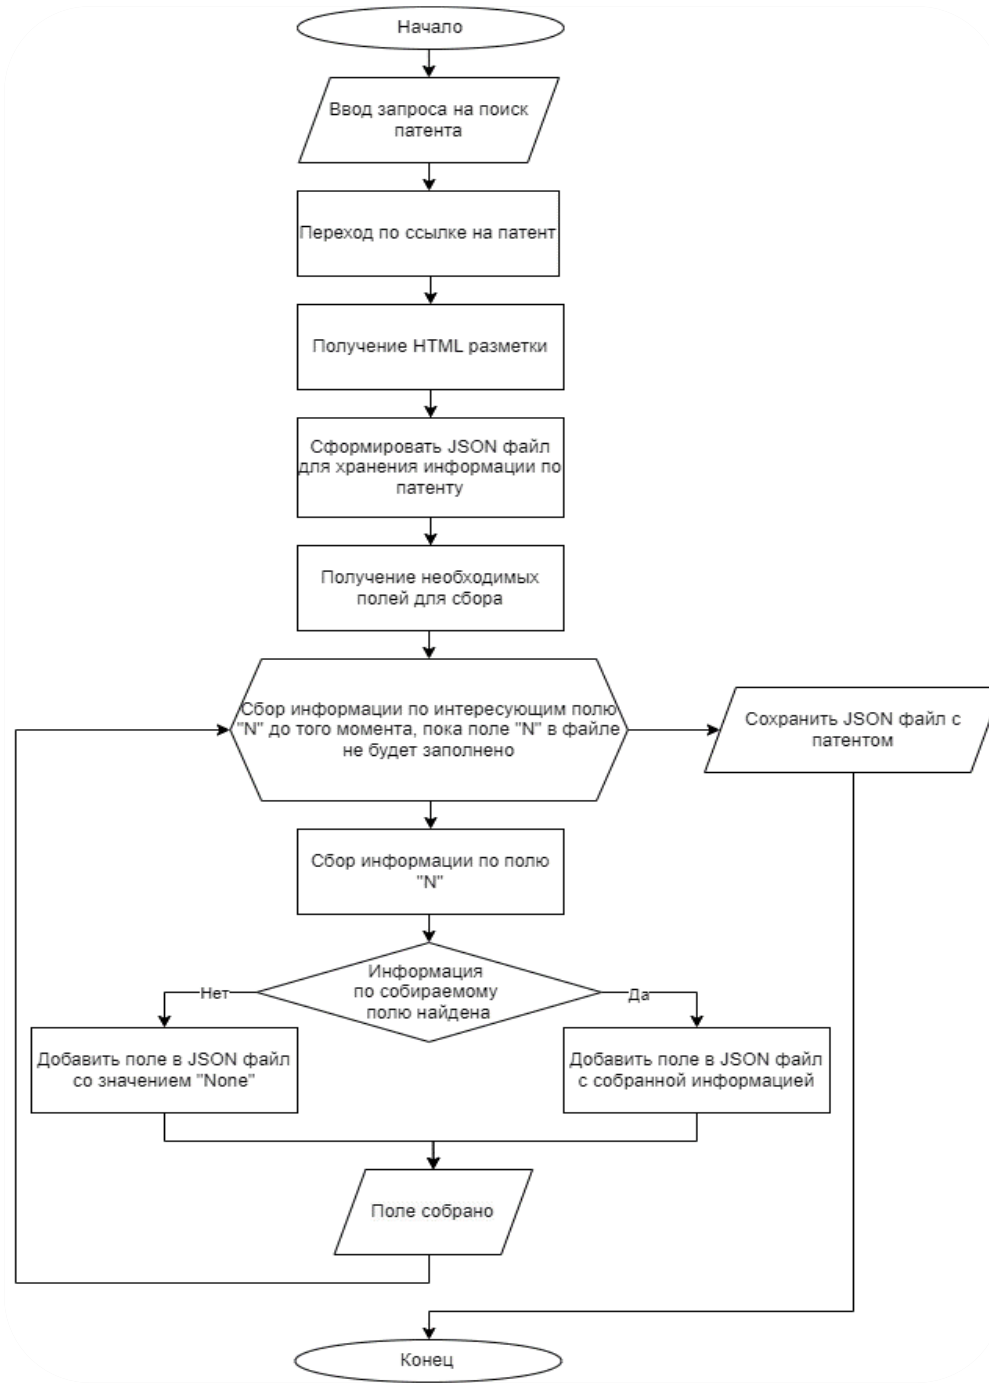 Начало
Ввод запроса на поиск
патента
Переход по ссылке на патент
Получение HTML разметки
Сформировать JSON файл
для хранения информации по
патенту
Получение необходимых
полей для сбора
Сбор информации по интересующим полю
"N" до того момента, пока поле "N" в файле
не будет заполнено
Сохранить JSON файл с
патентом
Сбор информации по полю
"N"
Информация
по собираемому
полю найдена
Нет
Да
Добавить поле в JSON файл
со значением "None"
Добавить поле в JSON файл
с собранной информацией
Поле собрано
Конец